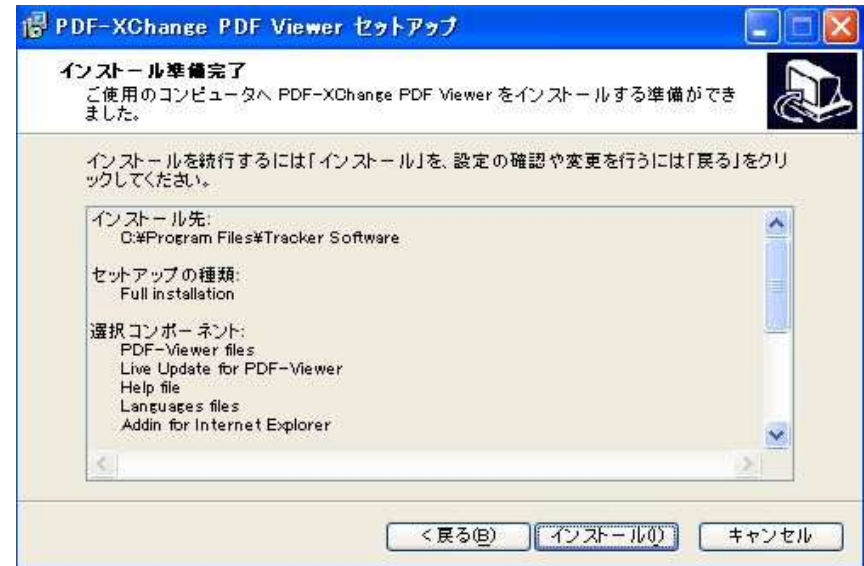 PDF-XChange PDF Viewer セットアップ
インストール準備完了
ご使用のコンピュータへ PDF-XChange PDF Viewer をインストールする準備ができ
ました。
インストールを続行するには「インストール」を、設定の確認や変更を行うには「戻る」をクリ
ックしてください。
インストール先:
C:¥Program Files¥Tracker Software
セットアップの種類:
Full installation
選択コンポーネント:
PDF-Viewer files
Live Update for PDF-Viewer
Help file
Languages files
Addin for Internet Explorer
< 戻る(B) インストール(I) キャンセル